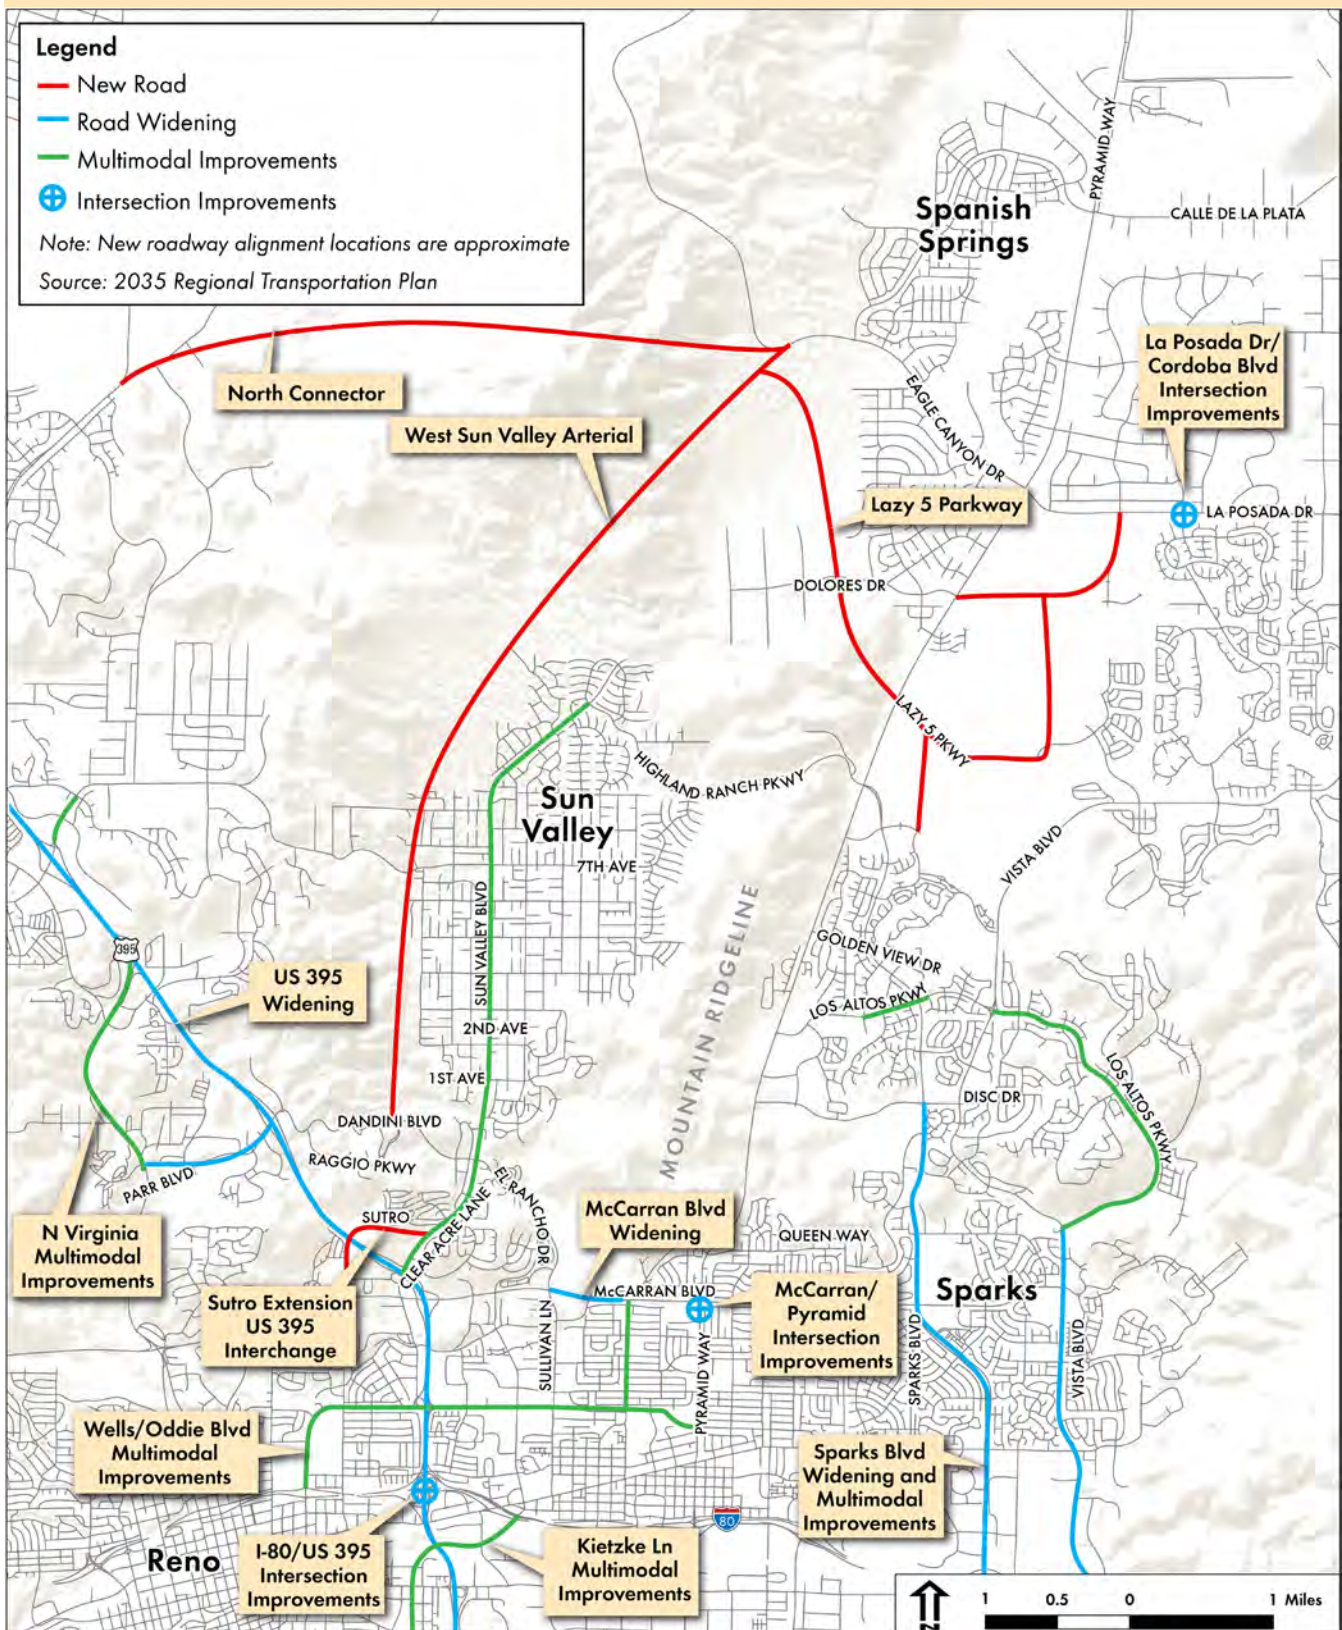 Legend
New Road
Road Widening
Multimodal Improvements
Intersection Improvements
Note: New roadway alignment locations are approximate
Source: 2035 Regional Transportation Plan
PYRAMID WAY
Spanish
Springs
CALLE DE LA PLATA
La Posada Dr/
Cordoba Blvd
Intersection
Improvements
North Connector
EAGLE CANYON DR
West Sun Valley Arterial
Lazy 5 Parkway
LA POSADA DR
DOLORES DR
LAZY 5 PKWY
HIGHLAND RANCH PKWY
Sun
Valley
7TH AVE
VISTA BLVD
SUN VALLEY BLVD
MOUNTAIN RIDGELINE
395
GOLDEN VIEW DR
US 395
Widening
LOS ALTOS PKWY
2ND AVE
1ST AVE
LOS ALTOS PKWY
DISC DR
DANDINI BLVD
RAGGIO PKWY
PARR BLVD
EL RANCHO DR
N Virginia
Multimodal
Improvements
SUTRO
CLEAR ACRE LANE
McCarran Blvd
Widening
QUEEN WAY
Sutro Extension
US 395
Interchange
McCARRAN BLVD
McCarran/
Pyramid
Intersection
Improvements
Sparks
SULLIVAN LN
PYRAMID WAY
SPARKS BLVD
VISTA BLVD
Wells/Oddie Blvd
Multimodal
Improvements
Sparks Blvd
Widening and
Multimodal
Improvements
80
Reno
I-80/US 395
Intersection
Improvements
Kietzke Ln
Multimodal
Improvements
1 0.5 0 1 Miles